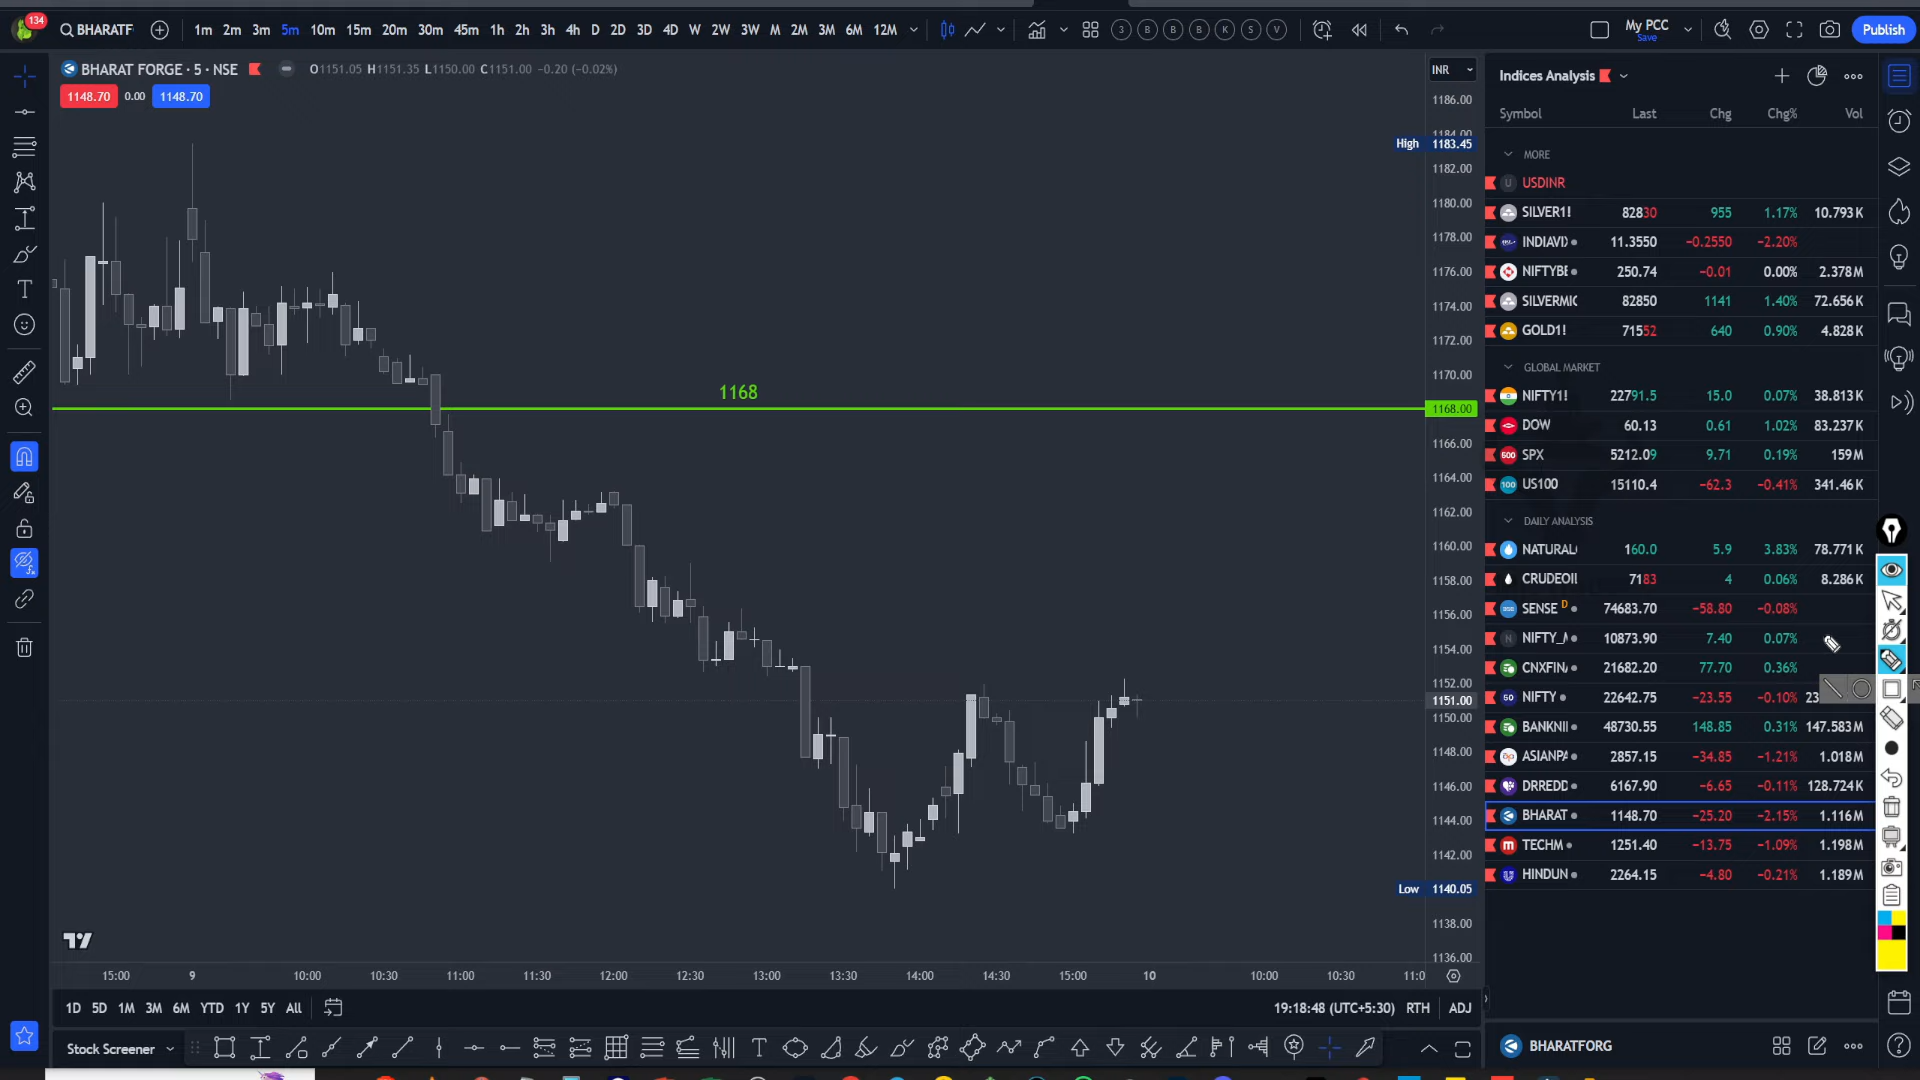 134
BHARATF
1m 2m 3m 5m 10m 15m 20m 30m 45m 1h 2h 3h 4h D 2D 3D 4D W 2W 3W M 2M 3M 6M 12M
3 B B B K S V
My PCC
Save
Publish
BHARAT FORGE · 5 · NSE
O1151.05 H1151.35 L1150.00 C1151.00 −0.20 (−0.02%)
1148.70 0.00 1148.70
INR
1186.00
1184.00
High 1183.45
1182.00
1180.00
1178.00
1176.00
1174.00
1172.00
1170.00
1168
1168.00
1166.00
1164.00
1162.00
1160.00
1158.00
1156.00
1154.00
1152.00
1151.00
1150.00
1148.00
1146.00
1144.00
1142.00
Low 1140.05
1138.00
1136.00
15:00 9 10:00 10:30 11:00 11:30 12:00 12:30 13:00 13:30 14:00 14:30 15:00 10 10:00 10:30 11:0
1D 5D 1M 3M 6M YTD 1Y 5Y All
19:18:48 (UTC+5:30) RTH ADJ
Stock Screener
Indices Analysis
Symbol Last Chg Chg% Vol
MORE
USDINR
SILVER1! 82830 955 1.17% 10.793 K
INDIAVI 11.3550 −0.2550 −2.20%
NIFTYBE 250.74 −0.01 0.00% 2.378 M
SILVERMIC 82850 1141 1.40% 72.656 K
GOLD1! 71552 640 0.90% 4.828 K
GLOBAL MARKET
NIFTY1! 22791.5 15.0 0.07% 38.813 K
DOW 60.13 0.61 1.02% 83.237 K
SPX 5212.09 9.71 0.19% 159 M
US100 15110.4 −62.3 −0.41% 341.46 K
DAILY ANALYSIS
NATURAL 160.0 5.9 3.83% 78.771 K
CRUDEOI 7183 4 0.06% 8.286 K
SENSE D 74683.70 −58.80 −0.08%
NIFTY_ 10873.90 7.40 0.07%
CNXFIN 21682.20 77.70 0.36%
NIFTY 22642.75 −23.55 −0.10% 23
BANKNI 48730.55 148.85 0.31% 147.583 M
ASIANPA 2857.15 −34.85 −1.21% 1.018 M
DRREDD 6167.90 −6.65 −0.11% 128.724 K
BHARAT 1148.70 −25.20 −2.15% 1.116 M
TECHM 1251.40 −13.75 −1.09% 1.198 M
HINDUN 2264.15 −4.80 −0.21% 1.189 M
BHARATFORG